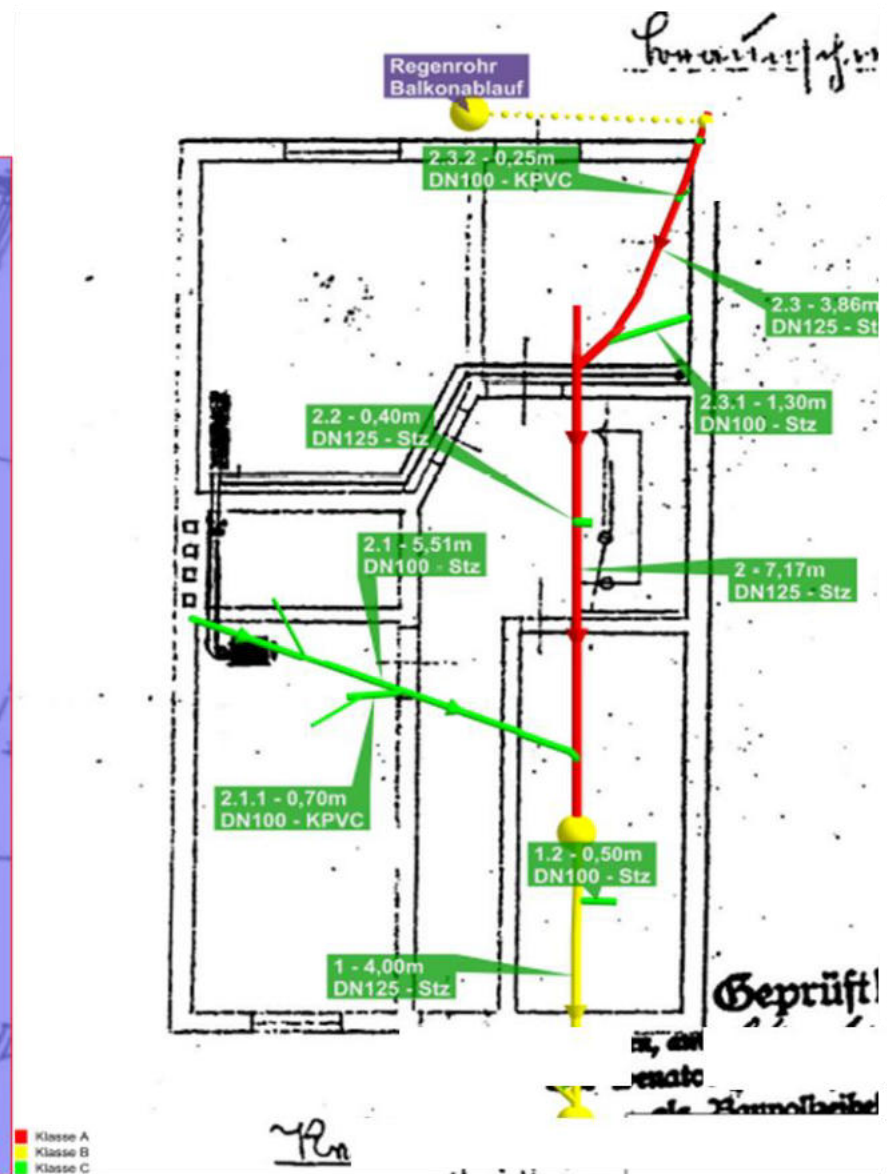 Regenrohr
Balkonablauf
2.3.2 - 0,25m
DN100 - KPVC
2.3 - 3,86m
DN125 - St
2.3.1 - 1,30m
DN100 - Stz
2.2 - 0,40m
DN125 - Stz
2.1 - 5,51m
DN100 - Stz
2 - 7,17m
DN125 - Stz
2.1.1 - 0,70m
DN100 - KPVC
1.2 - 0,50m
DN100 - Stz
1 - 4,00m
DN125 - Stz
Geprüft
Klasse A
Klasse B
Klasse C